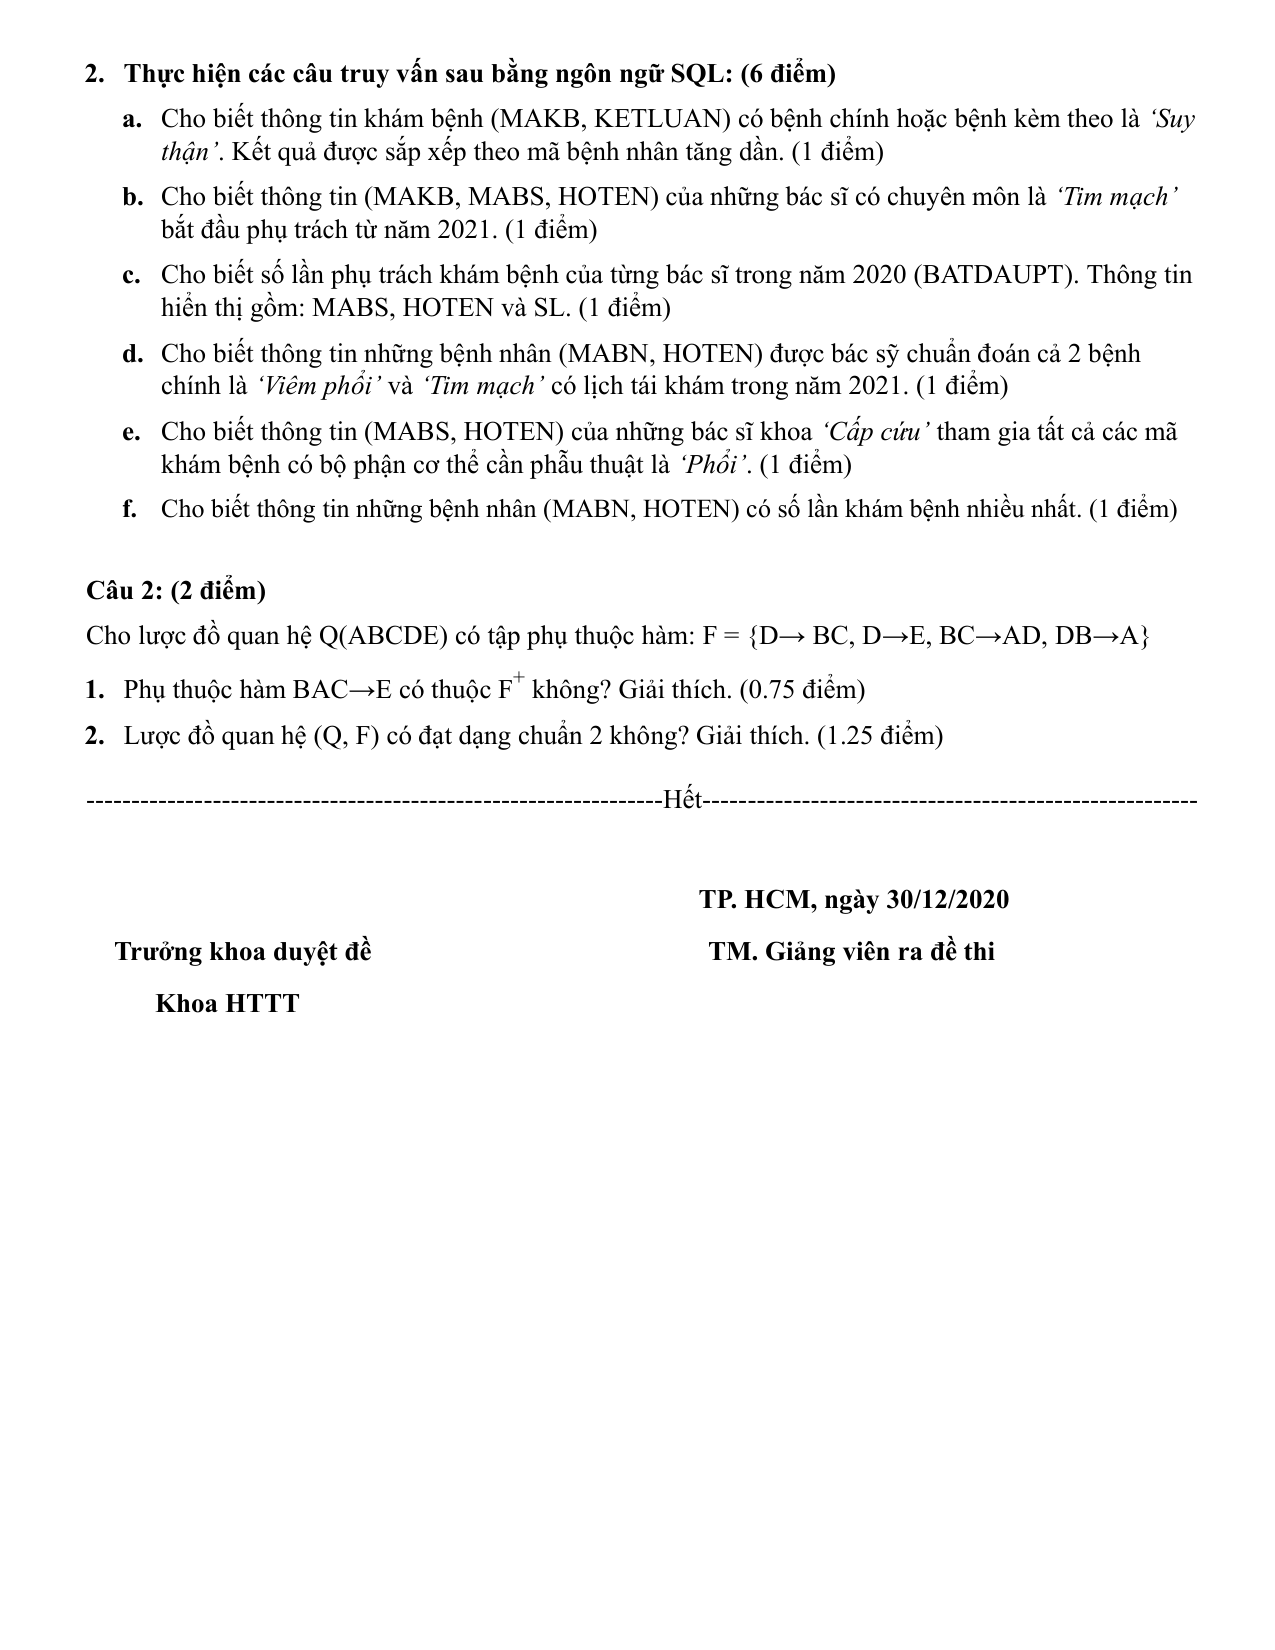 2. Thực hiện các câu truy vấn sau bằng ngôn ngữ SQL: (6 điểm)
a. Cho biết thông tin khám bệnh (MAKB, KETLUAN) có bệnh chính hoặc bệnh kèm theo là ‘Suy
thận’. Kết quả được sắp xếp theo mã bệnh nhân tăng dần. (1 điểm)
b. Cho biết thông tin (MAKB, MABS, HOTEN) của những bác sĩ có chuyên môn là ‘Tim mạch’
bắt đầu phụ trách từ năm 2021. (1 điểm)
c. Cho biết số lần phụ trách khám bệnh của từng bác sĩ trong năm 2020 (BATDAUPT). Thông tin
hiển thị gồm: MABS, HOTEN và SL. (1 điểm)
d. Cho biết thông tin những bệnh nhân (MABN, HOTEN) được bác sỹ chuẩn đoán cả 2 bệnh
chính là ‘Viêm phổi’ và ‘Tim mạch’ có lịch tái khám trong năm 2021. (1 điểm)
e. Cho biết thông tin (MABS, HOTEN) của những bác sĩ khoa ‘Cấp cứu’ tham gia tất cả các mã
khám bệnh có bộ phận cơ thể cần phẫu thuật là ‘Phổi’. (1 điểm)
f. Cho biết thông tin những bệnh nhân (MABN, HOTEN) có số lần khám bệnh nhiều nhất. (1 điểm)
Câu 2: (2 điểm)
Cho lược đồ quan hệ Q(ABCDE) có tập phụ thuộc hàm: F = {D→ BC, D→E, BC→AD, DB→A}
1. Phụ thuộc hàm BAC→E có thuộc F⁺ không? Giải thích. (0.75 điểm)
2. Lược đồ quan hệ (Q, F) có đạt dạng chuẩn 2 không? Giải thích. (1.25 điểm)
----------------------------------------------------------------Hết-------------------------------------------------------
TP. HCM, ngày 30/12/2020
Trưởng khoa duyệt đề TM. Giảng viên ra đề thi
Khoa HTTT